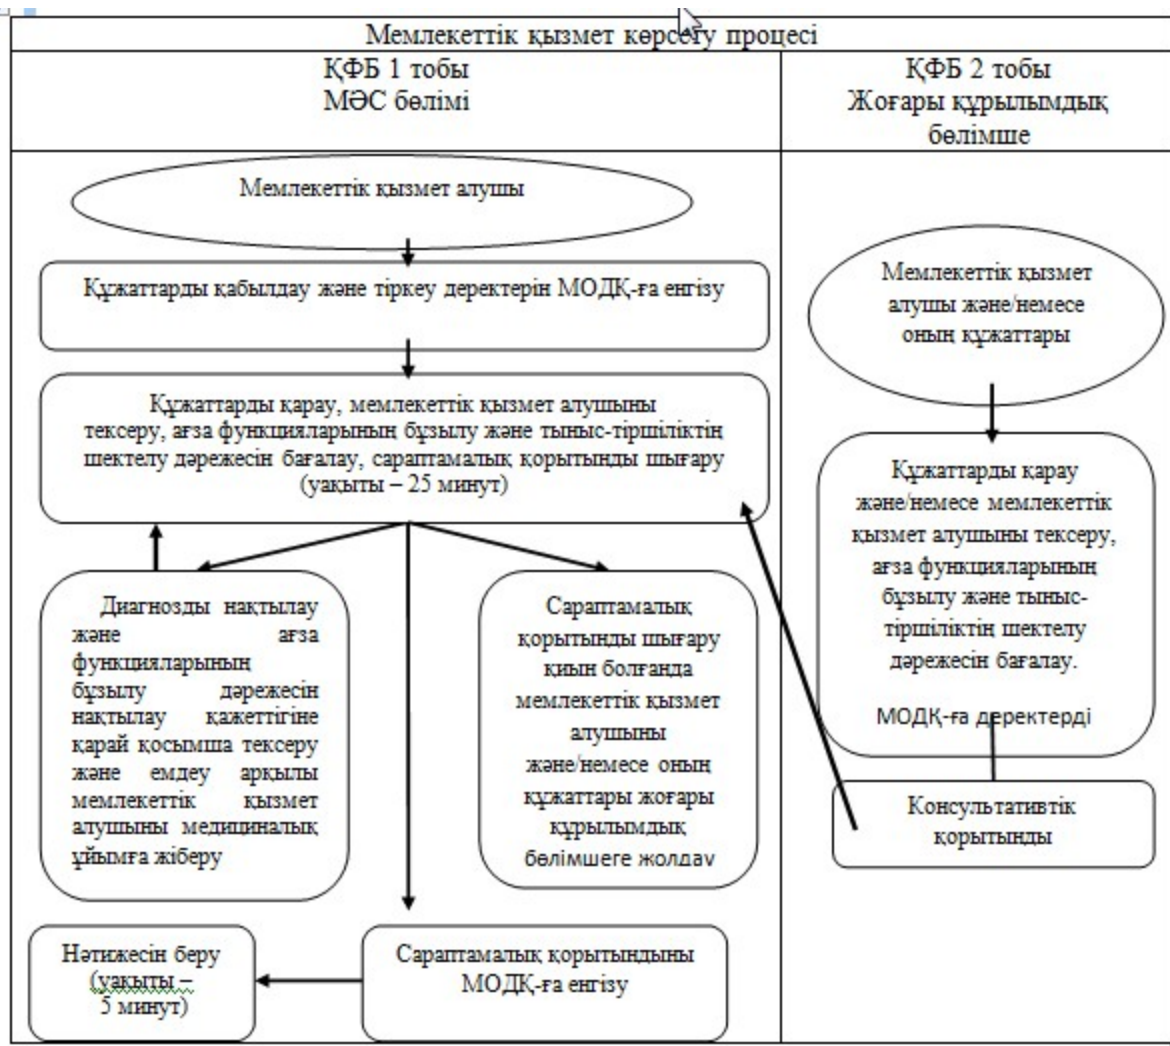 Мемлекеттік қызмет көрсету процесі
ҚФБ 1 тобы
МӘС бөлімі
ҚФБ 2 тобы
Жоғары құрылымдық
бөлімше
Мемлекеттік қызмет алушы
Құжаттарды қабылдау және тіркеу деректерін МОДҚ-ға енгізу
Құжаттарды қарау, мемлекеттік қызмет алушыны
тексеру, ағза функцияларының бұзылу және тыныс-тіршіліктің
шектелу дәрежесін бағалау, сараптамалық қорытынды шығару
(уақыты – 25 минут)
Диагнозды нақтылау
және ағза
функцияларының
бұзылу дәрежесін
нақтылау қажеттігіне
қарай қосымша тексеру
және емдеу арқылы
мемлекеттік қызмет
алушыны медициналық
ұйымға жіберу
Сараптамалық
қорытынды шығару
қиын болғанда
мемлекеттік қызмет
алушыны
және/немесе оның
құжаттары жоғары
құрылымдық
бөлімшеге жолдау
Нәтижесін беру
(уақыты –
5 минут)
Сараптамалық қорытындыны
МОДҚ-ға енгізу
Мемлекеттік қызмет
алушы және/немесе
оның құжаттары
Құжаттарды қарау
және/немесе мемлекеттік
қызмет алушыны тексеру,
ағза функцияларының
бұзылу және тыныс-
тіршіліктің шектелу
дәрежесін бағалау.
МОДҚ-ға деректерді
Консультативтік
қорытынды